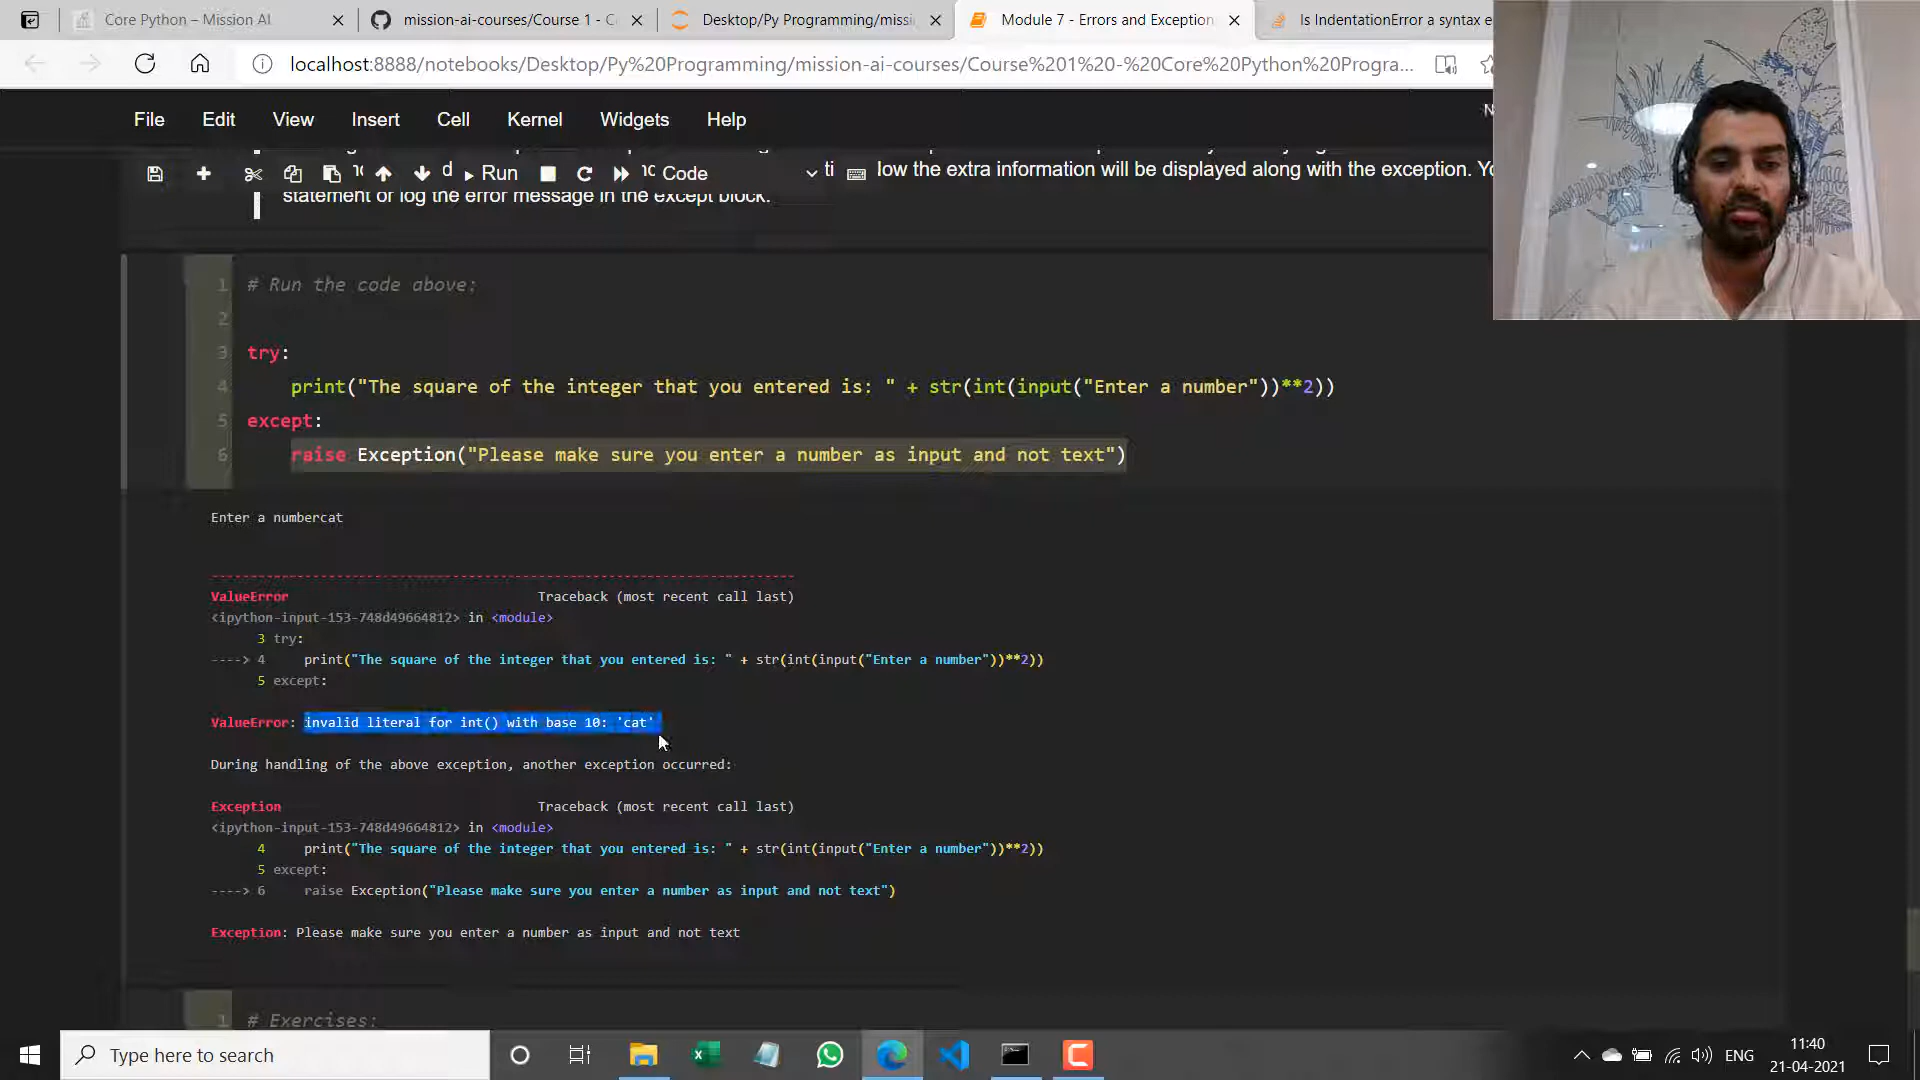 Core Python – Mission AI
mission-ai-courses/Course 1 - C
Desktop/Py Programming/missi
Module 7 - Errors and Exception
Is IndentationError a syntax e
localhost:8888/notebooks/Desktop/Py%20Programming/mission-ai-courses/Course%201%20-%20Core%20Python%20Progra...
File Edit View Insert Cell Kernel Widgets Help
Run Code low the extra information will be displayed along with the exception. Yo
statement or log the error message in the except block.
1 # Run the code above:
2
3 try:
4 print("The square of the integer that you entered is: " + str(int(input("Enter a number"))**2))
5 except:
6 raise Exception("Please make sure you enter a number as input and not text")
Enter a numbercat
---------------------------------------------------------------------------
ValueError Traceback (most recent call last)
<ipython-input-153-748d49664812> in <module>
3 try:
----> 4 print("The square of the integer that you entered is: " + str(int(input("Enter a number"))**2))
5 except:
ValueError: invalid literal for int() with base 10: 'cat'
During handling of the above exception, another exception occurred:
Exception Traceback (most recent call last)
<ipython-input-153-748d49664812> in <module>
4 print("The square of the integer that you entered is: " + str(int(input("Enter a number"))**2))
5 except:
----> 6 raise Exception("Please make sure you enter a number as input and not text")
Exception: Please make sure you enter a number as input and not text
1 # Exercises:
Type here to search
ENG
11:40
21-04-2021